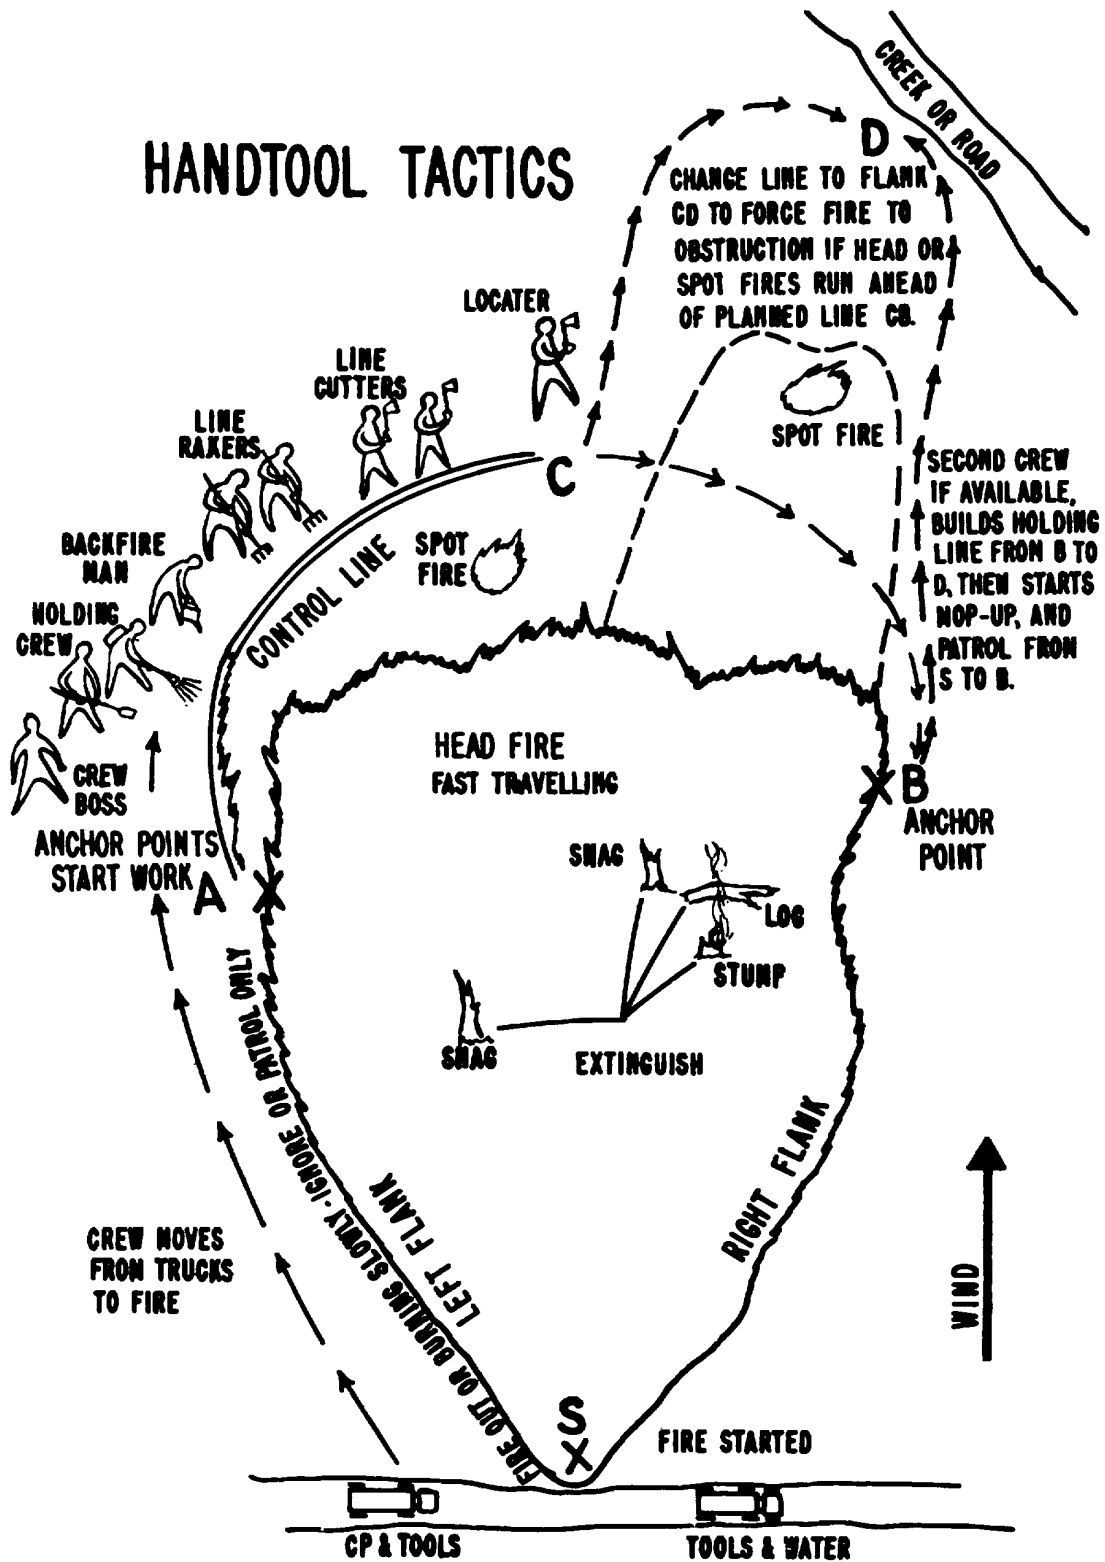 CREEK OR ROAD
HANDTOOL TACTICS
D
CHANGE LINE TO FLANK
CD TO FORCE FIRE TO
OBSTRUCTION IF HEAD OR
SPOT FIRES RUN AHEAD
OF PLANNED LINE CB.
LOCATER
LINE
CUTTERS
LINE
RAKERS
SPOT FIRE
C
SECOND CREW
IF AVAILABLE,
BUILDS HOLDING
LINE FROM B TO
D, THEN STARTS
MOP-UP, AND
PATROL FROM
S TO B.
BACKFIRE
MAN
CONTROL LINE
SPOT
FIRE
HOLDING
CREW
CREW
BOSS
HEAD FIRE
FAST TRAVELLING
X B
ANCHOR
POINT
ANCHOR POINTS
START WORK A X
SNAG
LOG
STUMP
SNAG
EXTINGUISH
FIRE OUT OR BURNING SLOWLY-IGNORE OR PATROL ONLY
LEFT FLANK
RIGHT FLANK
CREW MOVES
FROM TRUCKS
TO FIRE
WIND
S
X
FIRE STARTED
CP & TOOLS
TOOLS & WATER